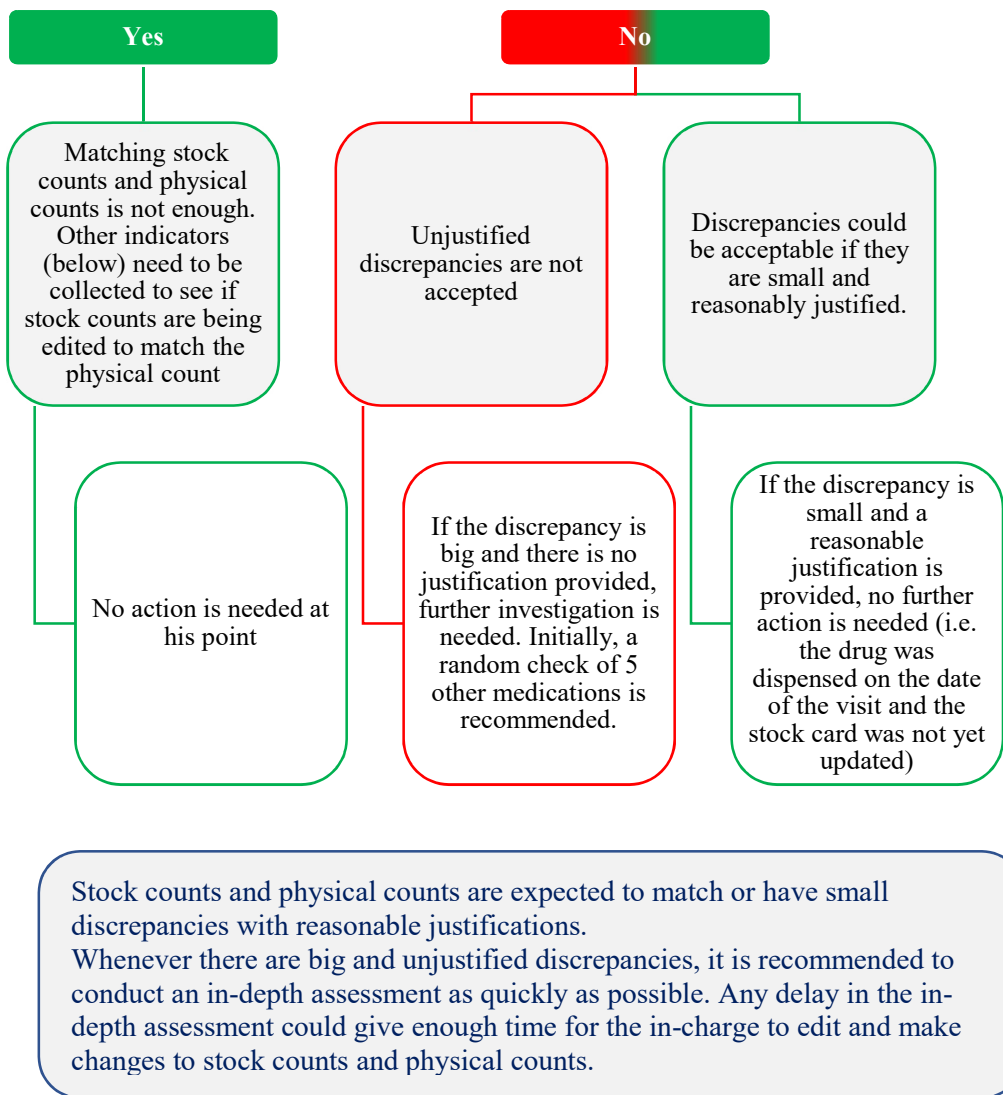 Yes
No
Matching stock
counts and physical
counts is not enough.
Other indicators
(below) need to be
collected to see if
stock counts are being
edited to match the
physical count
Unjustified
discrepancies are not
accepted
Discrepancies could
be acceptable if they
are small and
reasonably justified.
No action is needed at
his point
If the discrepancy is
big and there is no
justification provided,
further investigation is
needed. Initially, a
random check of 5
other medications is
recommended.
If the discrepancy is
small and a
reasonable
justification is
provided, no further
action is needed (i.e.
the drug was
dispensed on the date
of the visit and the
stock card was not yet
updated)
Stock counts and physical counts are expected to match or have small
discrepancies with reasonable justifications.
Whenever there are big and unjustified discrepancies, it is recommended to
conduct an in-depth assessment as quickly as possible. Any delay in the in-
depth assessment could give enough time for the in-charge to edit and make
changes to stock counts and physical counts.